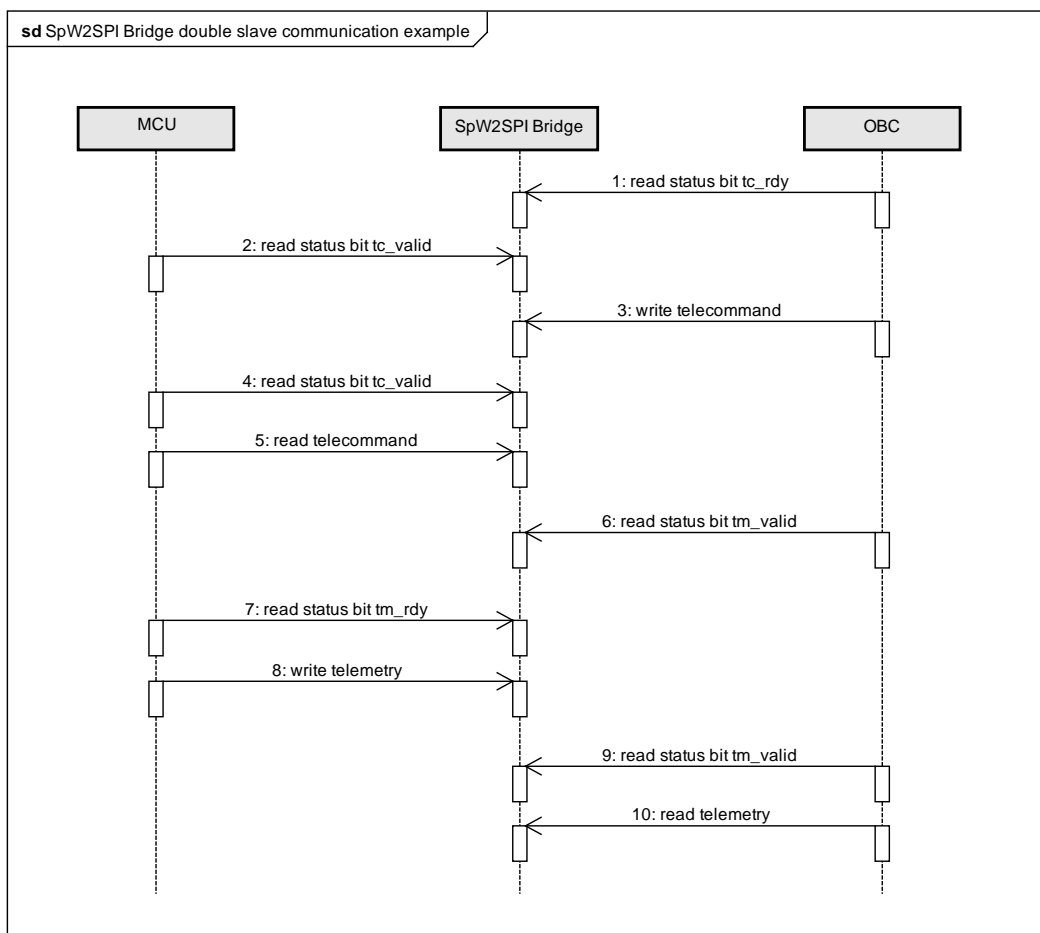 sd SpW2SPI Bridge double slave communication example
MCU
SpW2SPI Bridge
OBC
1: read status bit tc_rdy
2: read status bit tc_valid
3: write telecommand
4: read status bit tc_valid
5: read telecommand
6: read status bit tm_valid
7: read status bit tm_rdy
8: write telemetry
9: read status bit tm_valid
10: read telemetry